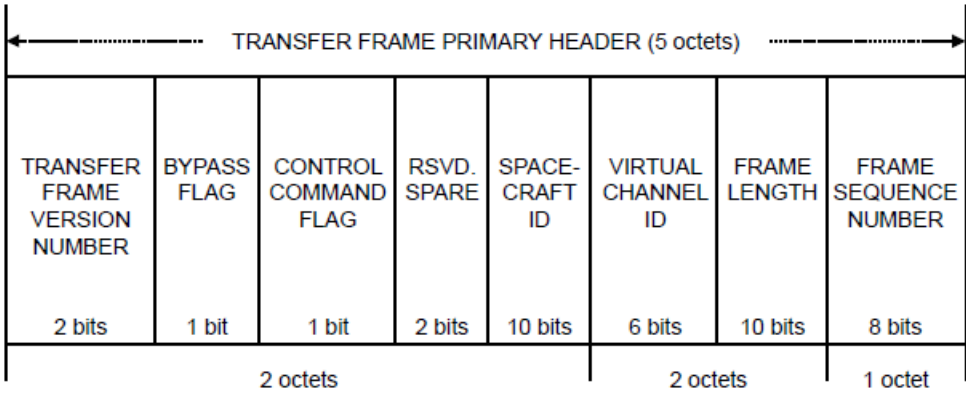 TRANSFER FRAME PRIMARY HEADER (5 octets)
TRANSFER
FRAME
VERSION
NUMBER
2 bits
BYPASS
FLAG
1 bit
CONTROL
COMMAND
FLAG
1 bit
RSVD.
SPARE
2 bits
SPACE-
CRAFT
ID
10 bits
VIRTUAL
CHANNEL
ID
6 bits
FRAME
LENGTH
10 bits
FRAME
SEQUENCE
NUMBER
8 bits
2 octets
2 octets
1 octet